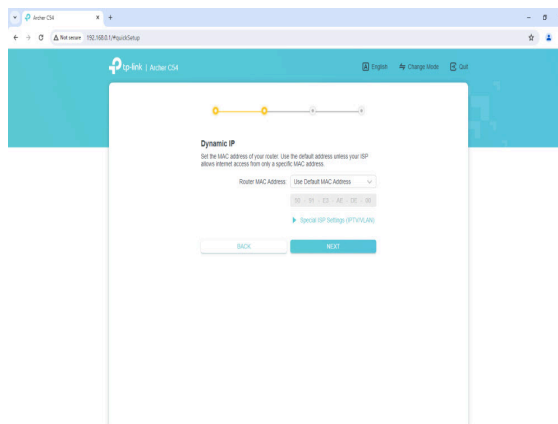 Archer C54
Not secure 192.168.0.1/#quickSetup
tp-link | Archer C54
English Change Mode Quit
Dynamic IP
Set the MAC address of your router. Use the default address unless your ISP
allows internet access from only a specific MAC address.
Router MAC Address: Use Default MAC Address
Special ISP Settings (IPTV/VLAN)
BACK NEXT